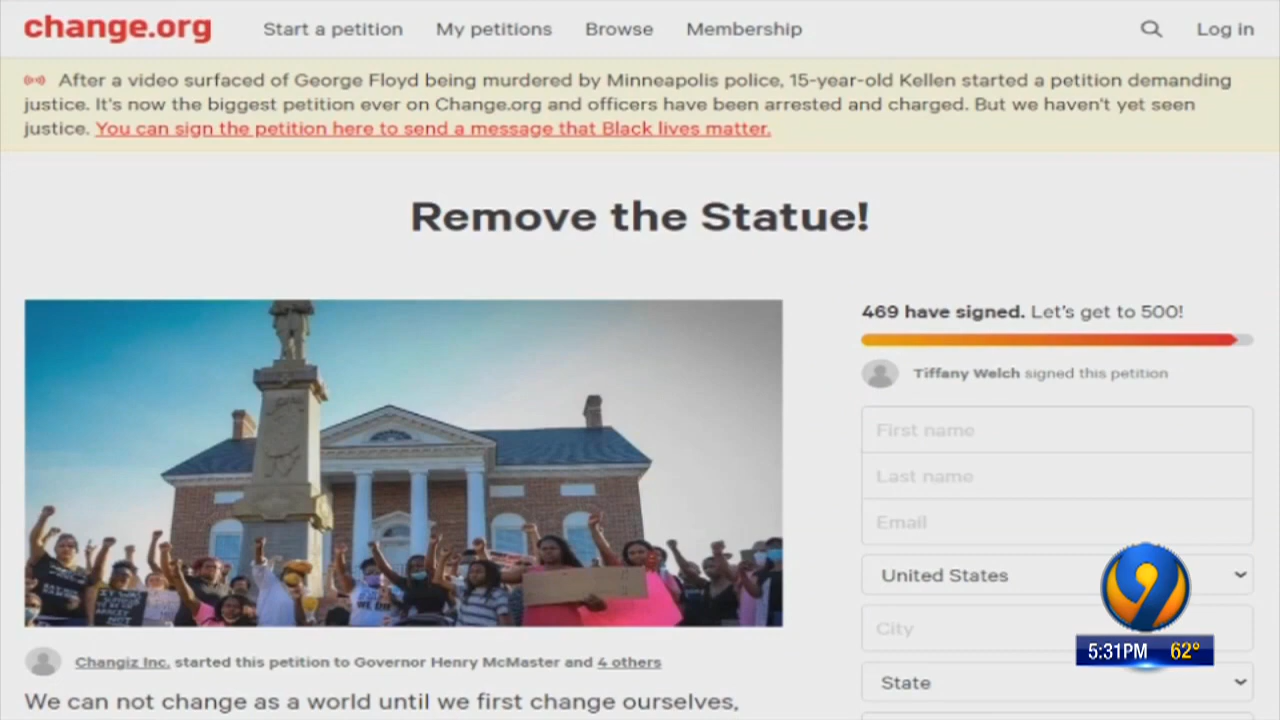 change.org
Start a petition
My petitions
Browse
Membership
Log in
After a video surfaced of George Floyd being murdered by Minneapolis police, 15-year-old Kellen started a petition demanding
justice. It's now the biggest petition ever on Change.org and officers have been arrested and charged. But we haven't yet seen
justice. You can sign the petition here to send a message that Black lives matter.
Remove the Statue!
469 have signed. Let's get to 500!
Tiffany Welch signed this petition
First name
Last name
Email
United States
City
State
Changiz Inc. started this petition to Governor Henry McMaster and 4 others
We can not change as a world until we first change ourselves,
9
5:31PM 62°